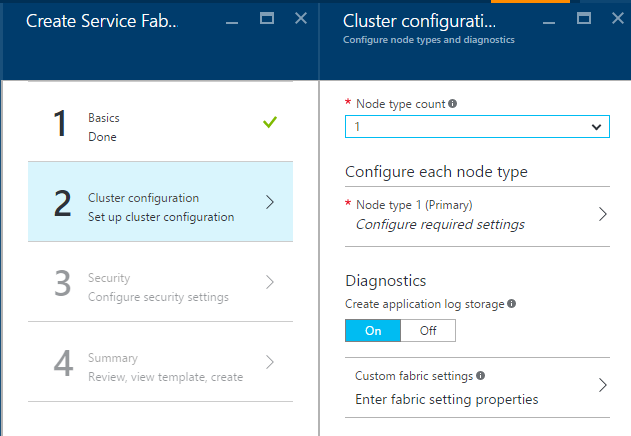 Create Service Fab...
1
Basics
Done
2
Cluster configuration
Set up cluster configuration
3
Security
Configure security settings
4
Summary
Review, view template, create
Cluster configurati...
Configure node types and diagnostics
* Node type count
1
Configure each node type
* Node type 1 (Primary)
Configure required settings
Diagnostics
Create application log storage
On Off
Custom fabric settings
Enter fabric setting properties